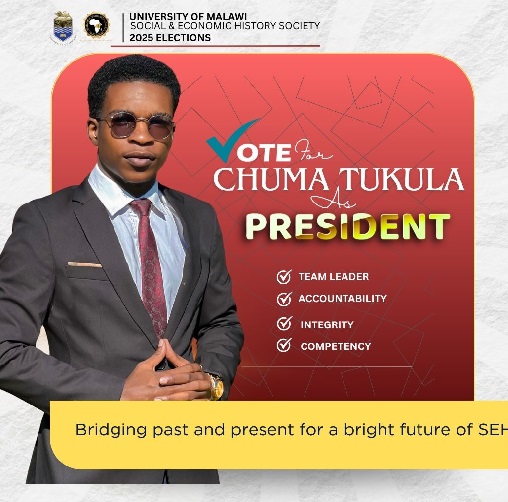 UNIVERSITY OF MALAWI
SOCIAL & ECONOMIC HISTORY SOCIETY
2025 ELECTIONS
VOTE For
CHUMA TUKULA
As
PRESIDENT
TEAM LEADER
ACCOUNTABILITY
INTEGRITY
COMPETENCY
Bridging past and present for a bright future of SEH